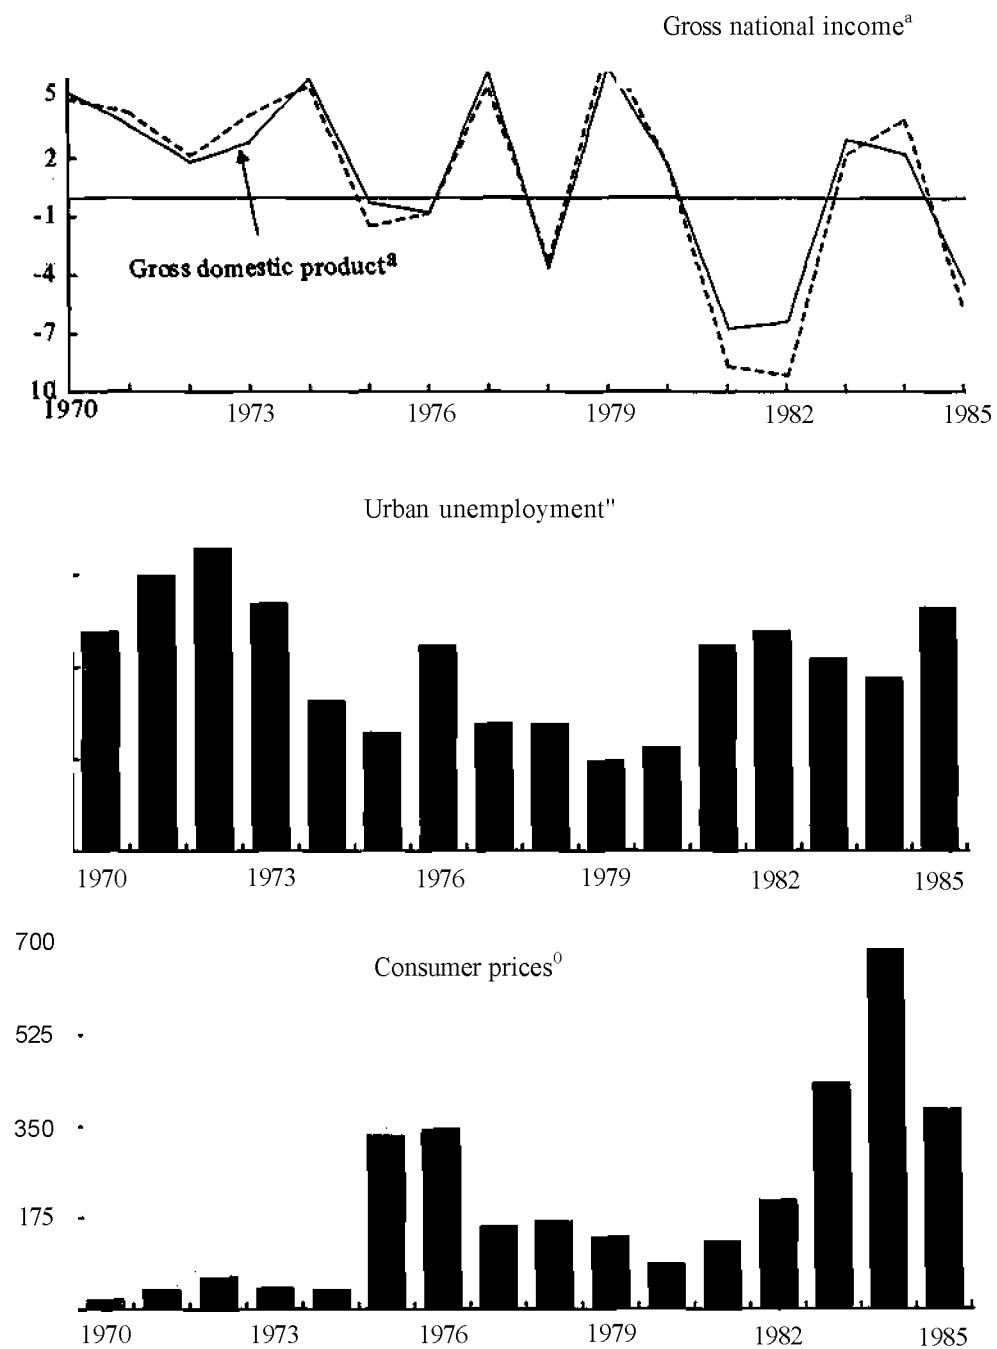 Gross national incomeª
5
2
-1
Gross domestic productª
-4
-7
10
1970 1973 1976 1979 1982 1985
Urban unemployment"
1970 1973 1976 1979 1982 1985
700
Consumer prices⁰
525
350
175
1970 1973 1976 1979 1982 1985